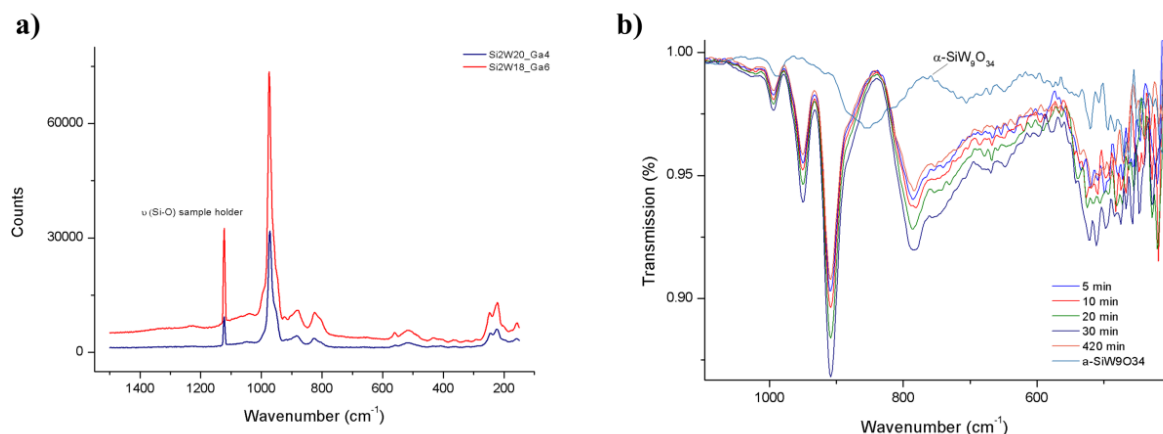 a)
Si2W20_Ga4
Si2W18_Ga6
60000
30000
0
υ (Si-O) sample holder
Counts
1400 1200 1000 800 600 400 200
Wavenumber (cm-1)
b)
α-SiW9O34
1.00
0.95
0.90
Transmission (%)
5 min
10 min
20 min
30 min
420 min
a-SiW9O34
1000 800 600
Wavenumber (cm-1)